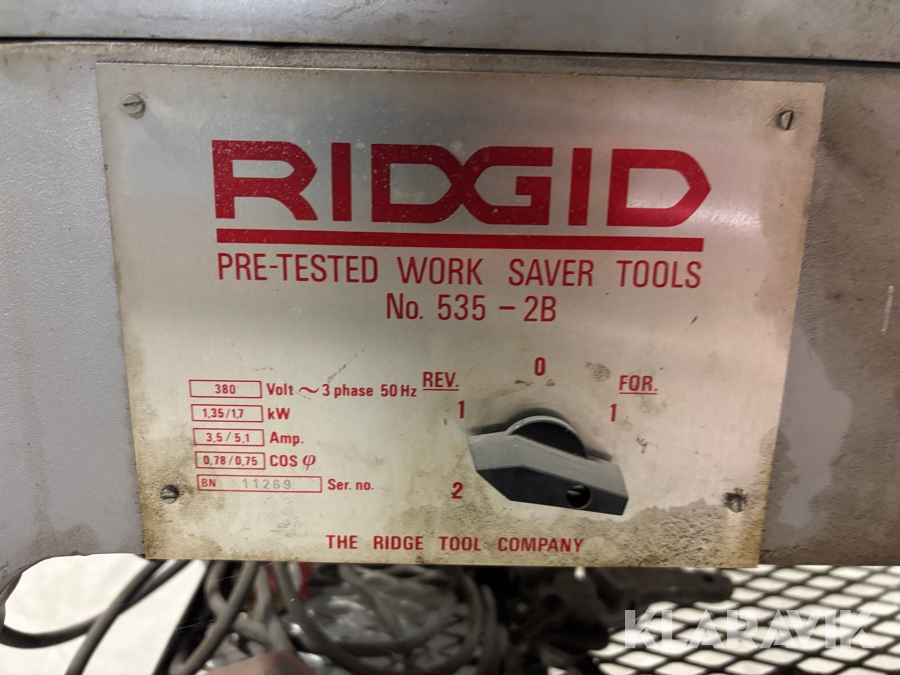 RIDGID
PRE-TESTED WORK SAVER TOOLS
No. 535 - 2B
0
REV. FOR.
1 1
2
380 Volt ~ 3 phase 50 Hz
1,35/1,7 kW
3,5/5,1 Amp.
0,78/0,75 COS φ
BN 11269 Ser. no.
THE RIDGE TOOL COMPANY
KLARAVIK